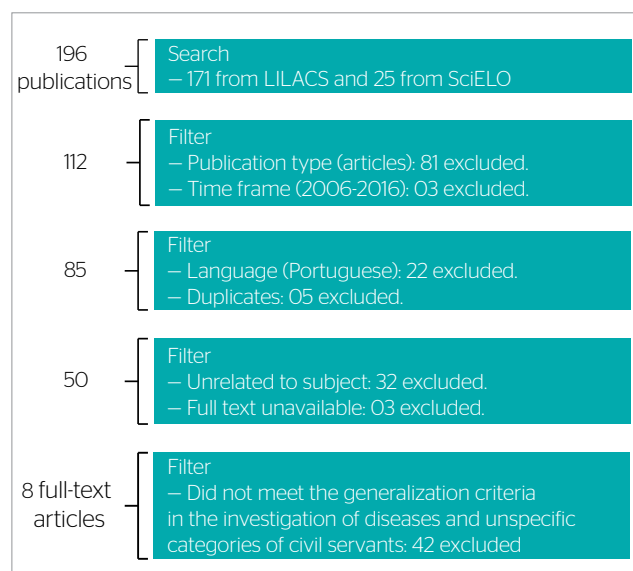 196
publications
Search
– 171 from LILACS and 25 from SciELO
112
Filter
– Publication type (articles): 81 excluded.
– Time frame (2006-2016): 03 excluded.
85
Filter
– Language (Portuguese): 22 excluded.
– Duplicates: 05 excluded.
50
Filter
– Unrelated to subject: 32 excluded.
– Full text unavailable: 03 excluded.
8 full-text
articles
Filter
– Did not meet the generalization criteria
in the investigation of diseases and unspecific
categories of civil servants: 42 excluded